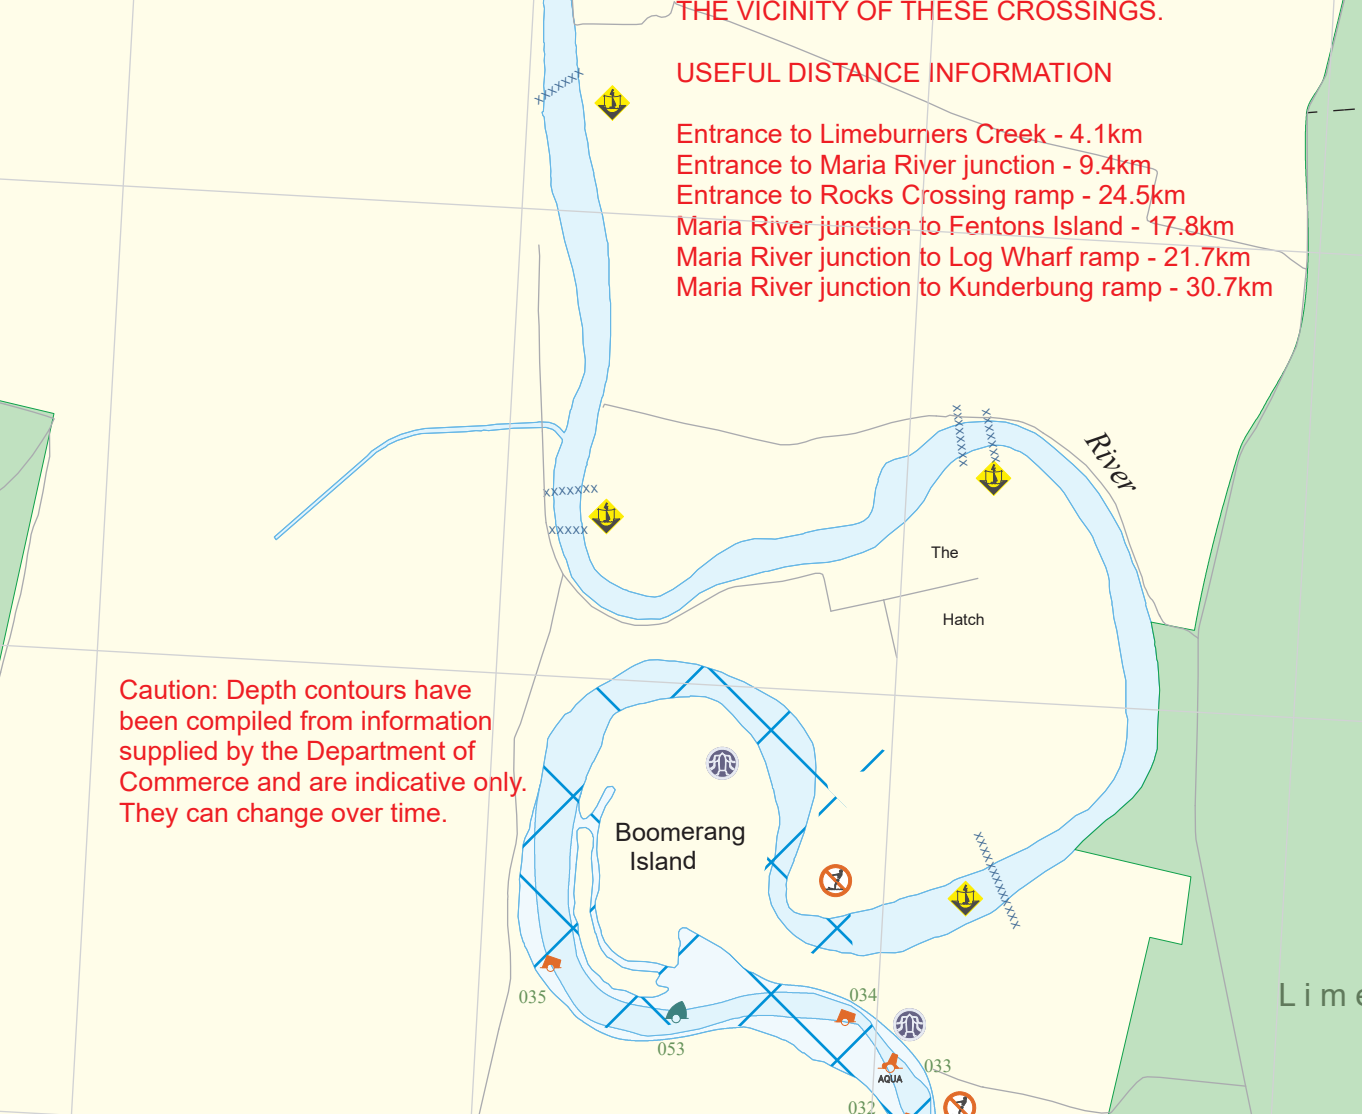 THE VICINITY OF THESE CROSSINGS.
USEFUL DISTANCE INFORMATION
Entrance to Limeburners Creek - 4.1km
Entrance to Maria River junction - 9.4km
Entrance to Rocks Crossing ramp - 24.5km
Maria River junction to Fentons Island - 17.8km
Maria River junction to Log Wharf ramp - 21.7km
Maria River junction to Kunderbung ramp - 30.7km
River
The
Hatch
Caution: Depth contours have
been compiled from information
supplied by the Department of
Commerce and are indicative only.
They can change over time.
Boomerang
Island
035
034
Lime
053
033
AQUA
032